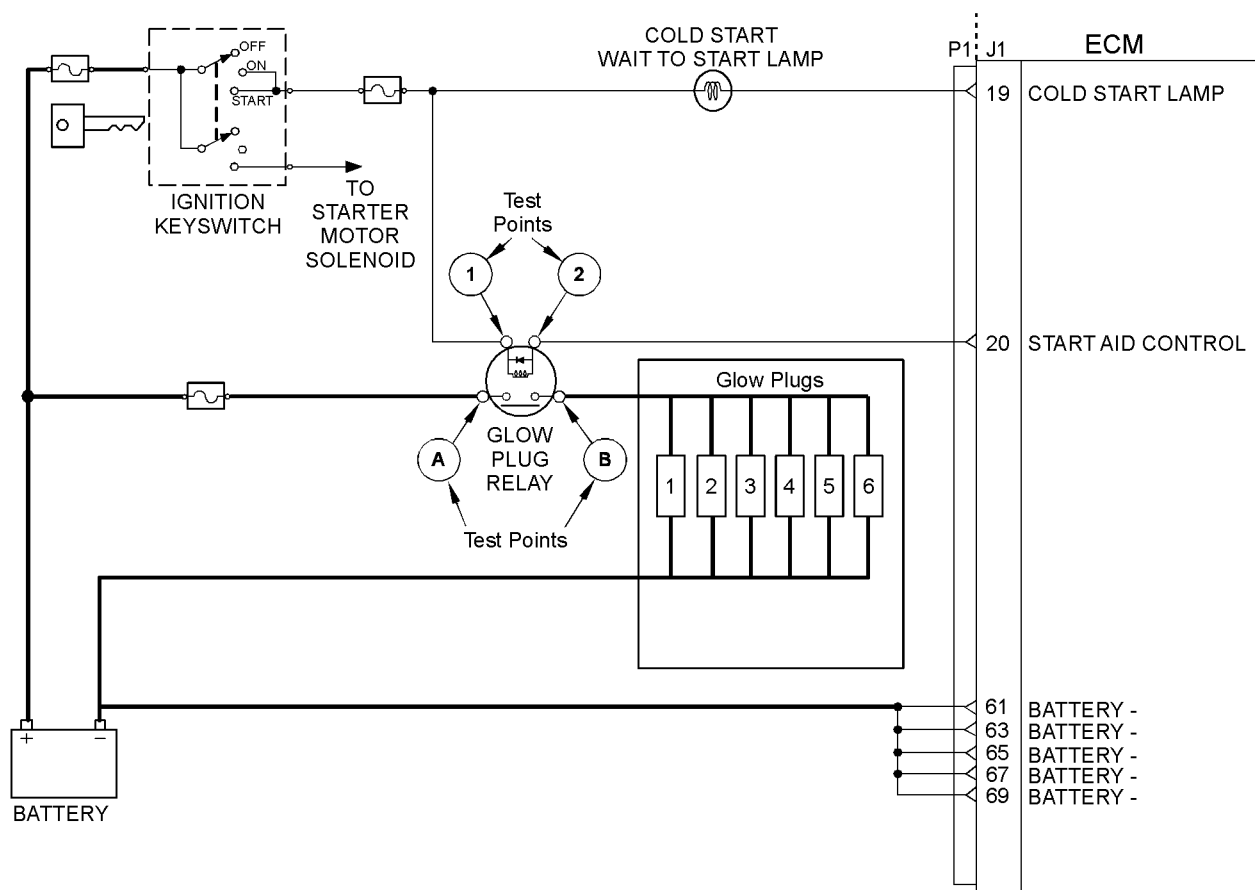 COLD START
WAIT TO START LAMP
P1
J1
ECM
OFF
ON
START
19 COLD START LAMP
IGNITION
KEYSWITCH
TO
STARTER
MOTOR
SOLENOID
Test
Points
1
2
20 START AID CONTROL
Glow Plugs
A
GLOW
PLUG
RELAY
B
1 2 3 4 5 6
Test Points
61 BATTERY -
63 BATTERY -
65 BATTERY -
67 BATTERY -
69 BATTERY -
+ −
BATTERY